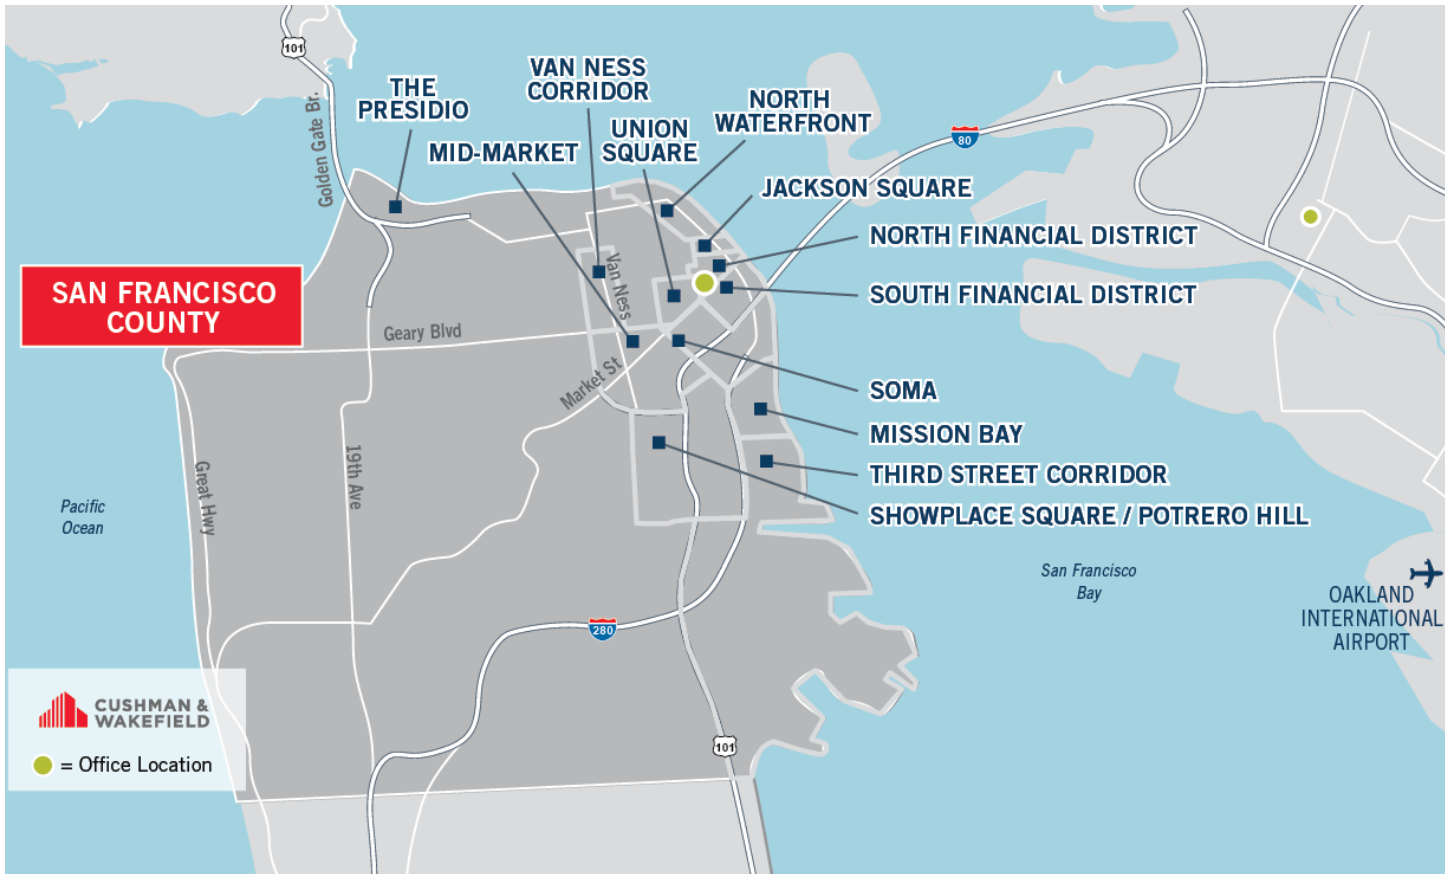 101
Golden Gate Br.
THE
PRESIDIO
VAN NESS
CORRIDOR
MID-MARKET
UNION
SQUARE
NORTH
WATERFRONT
80
JACKSON SQUARE
NORTH FINANCIAL DISTRICT
SOUTH FINANCIAL DISTRICT
SAN FRANCISCO
COUNTY
Van Ness
Geary Blvd
Market St
SOMA
MISSION BAY
THIRD STREET CORRIDOR
SHOWPLACE SQUARE / POTRERO HILL
19th Ave
Great Hwy
Pacific
Ocean
San Francisco
Bay
OAKLAND
INTERNATIONAL
AIRPORT
280
101
CUSHMAN &
WAKEFIELD
= Office Location